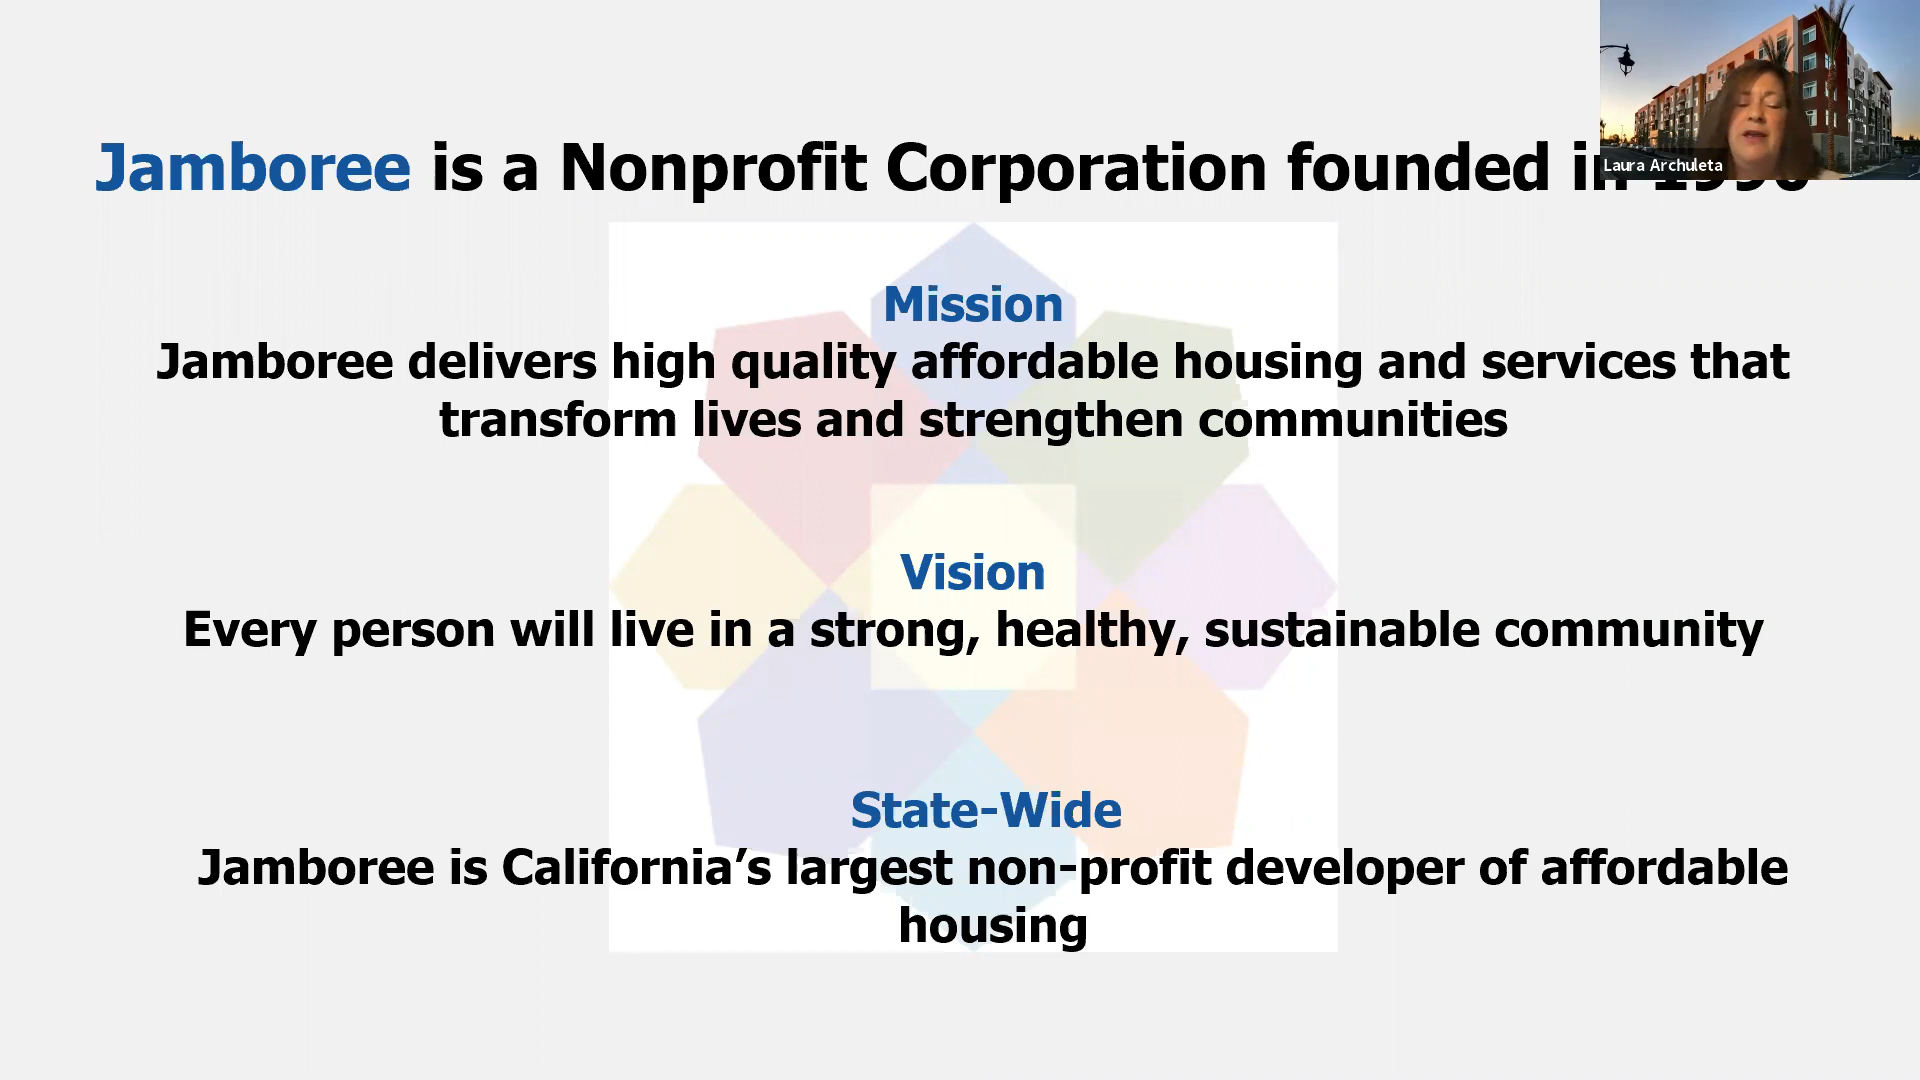 Laura Archuleta
Jamboree is a Nonprofit Corporation founded in 1990
Mission
Jamboree delivers high quality affordable housing and services that
transform lives and strengthen communities
Vision
Every person will live in a strong, healthy, sustainable community
State-Wide
Jamboree is California’s largest non-profit developer of affordable
housing